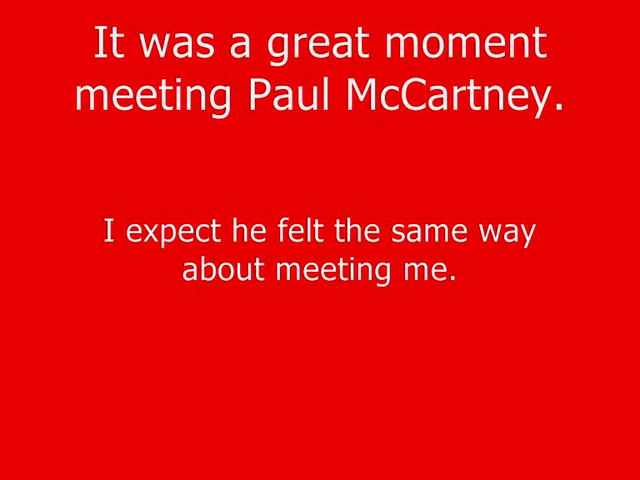 It was a great moment
meeting Paul McCartney.
I expect he felt the same way
about meeting me.